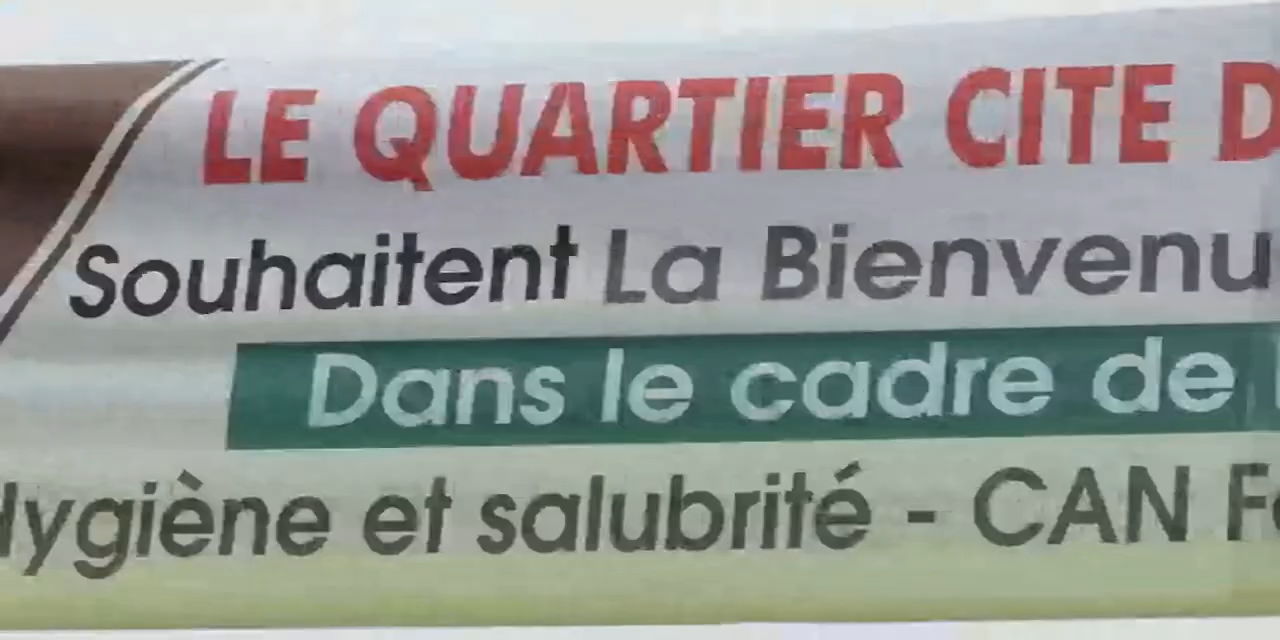 LE QUARTIER CITE D
Souhaitent La Bienvenu
Dans le cadre de
Hygiène et salubrité - CAN